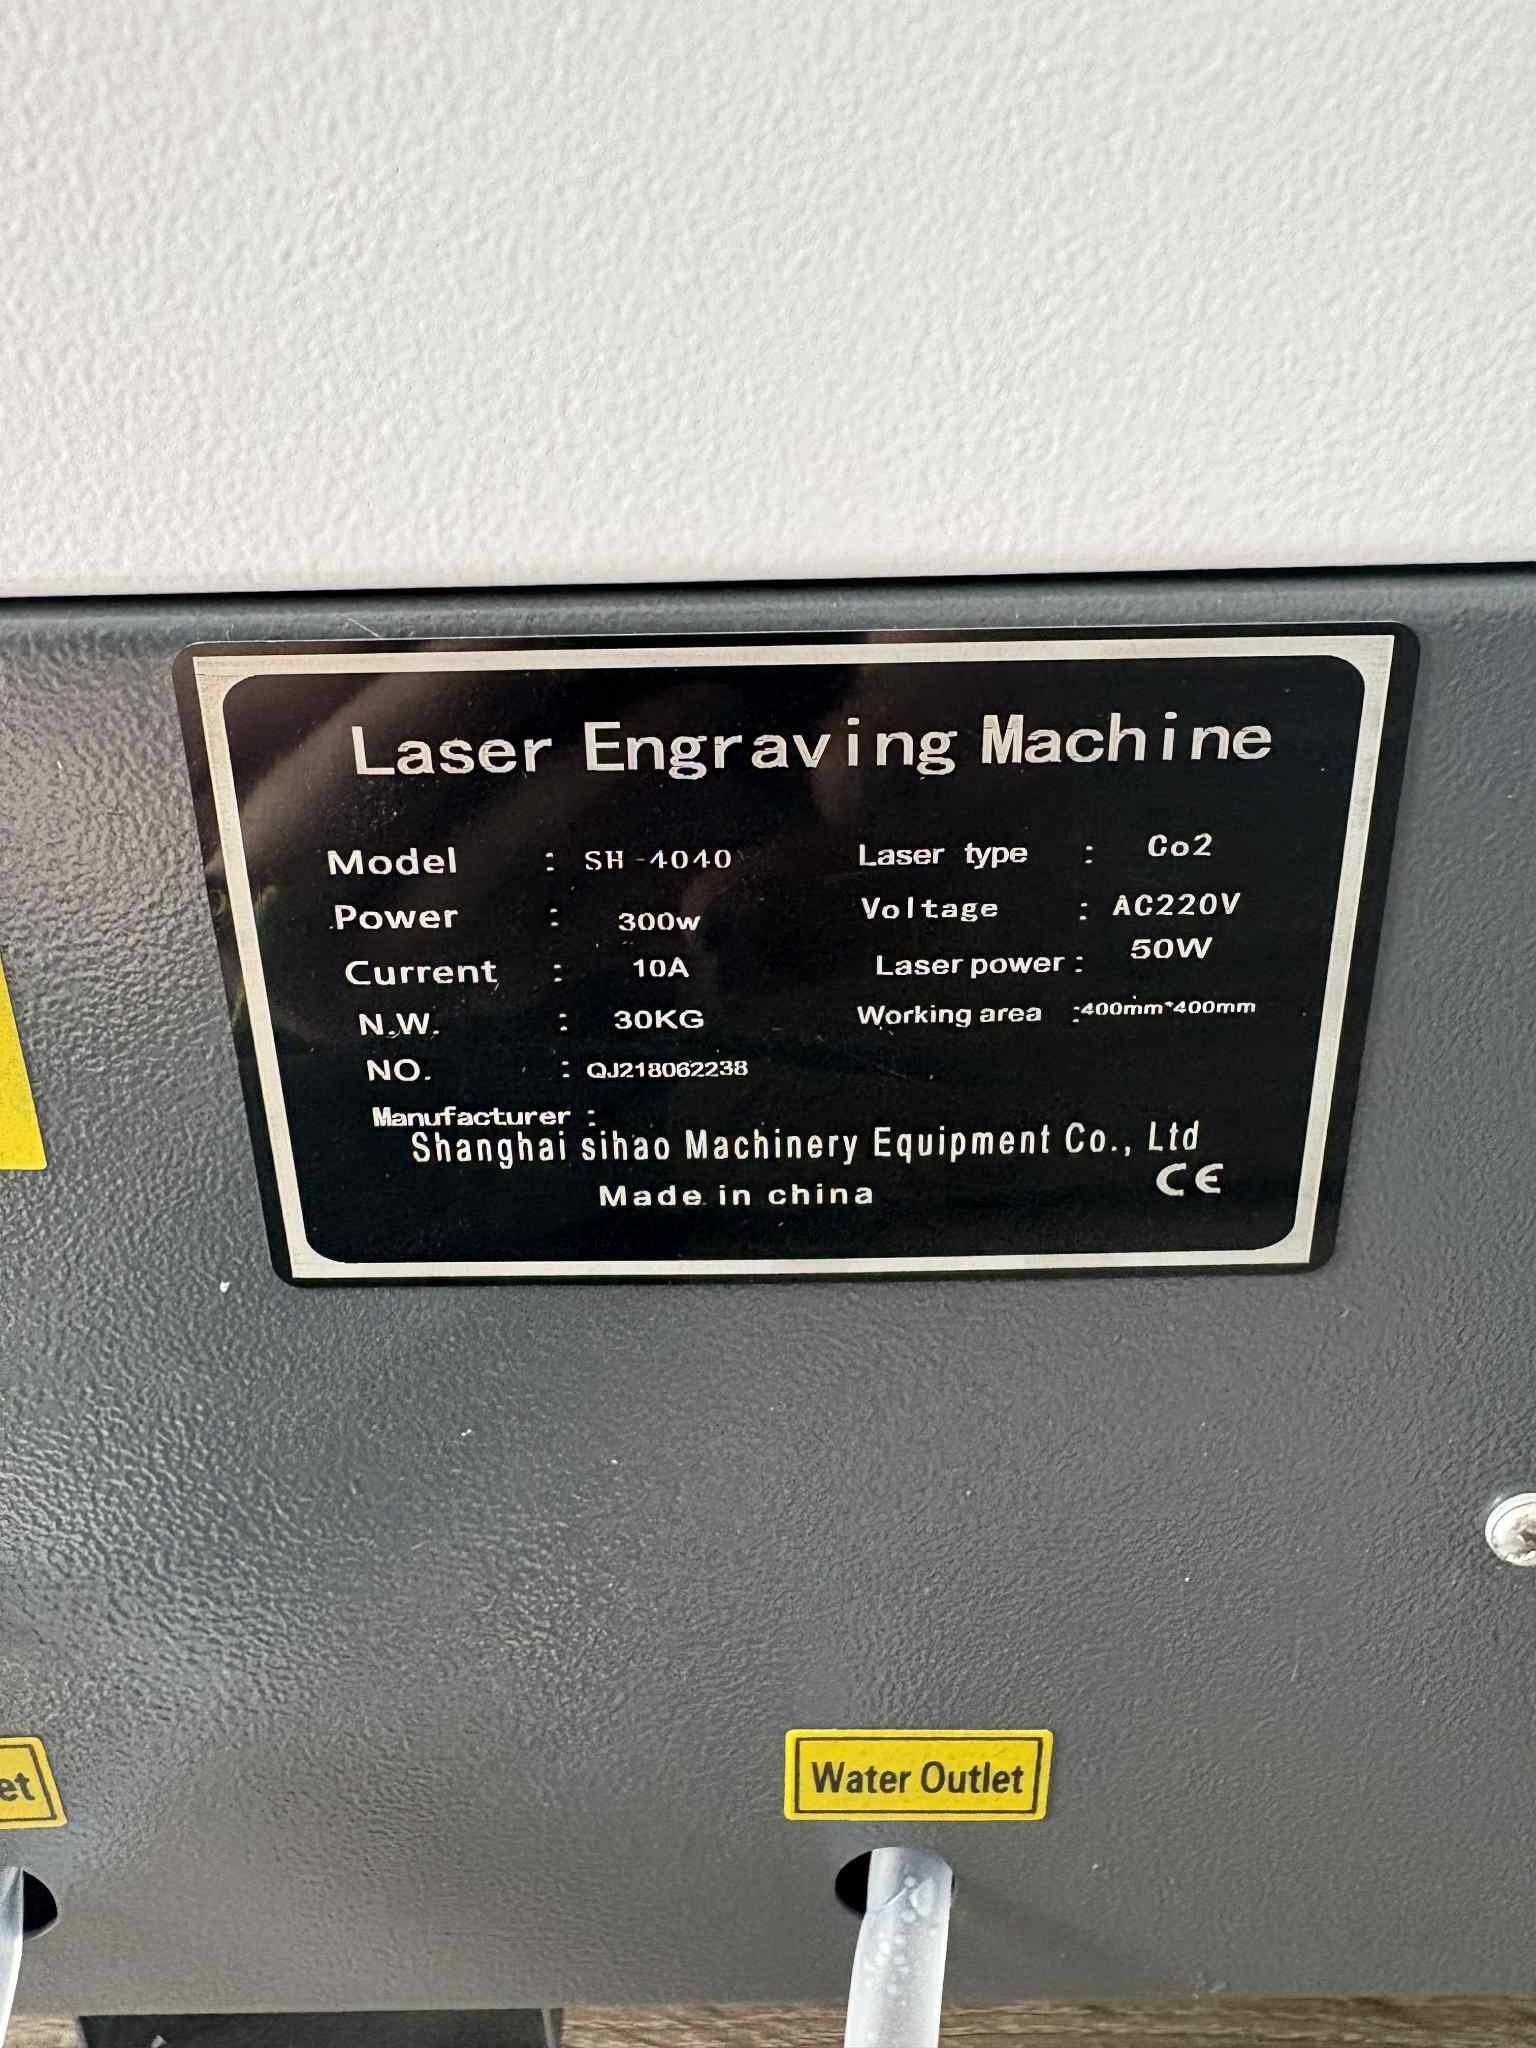 Laser Engraving Machine
Model : SH-4040
Laser type : Co2
Power : 300w
Voltage : AC220V
Current : 10A
Laser power : 50W
N.W. : 30KG
Working area :400mm*400mm
NO. : QJ218062238
Manufacturer :
Shanghai sihao Machinery Equipment Co., Ltd
Made in china
CE
et
Water Outlet